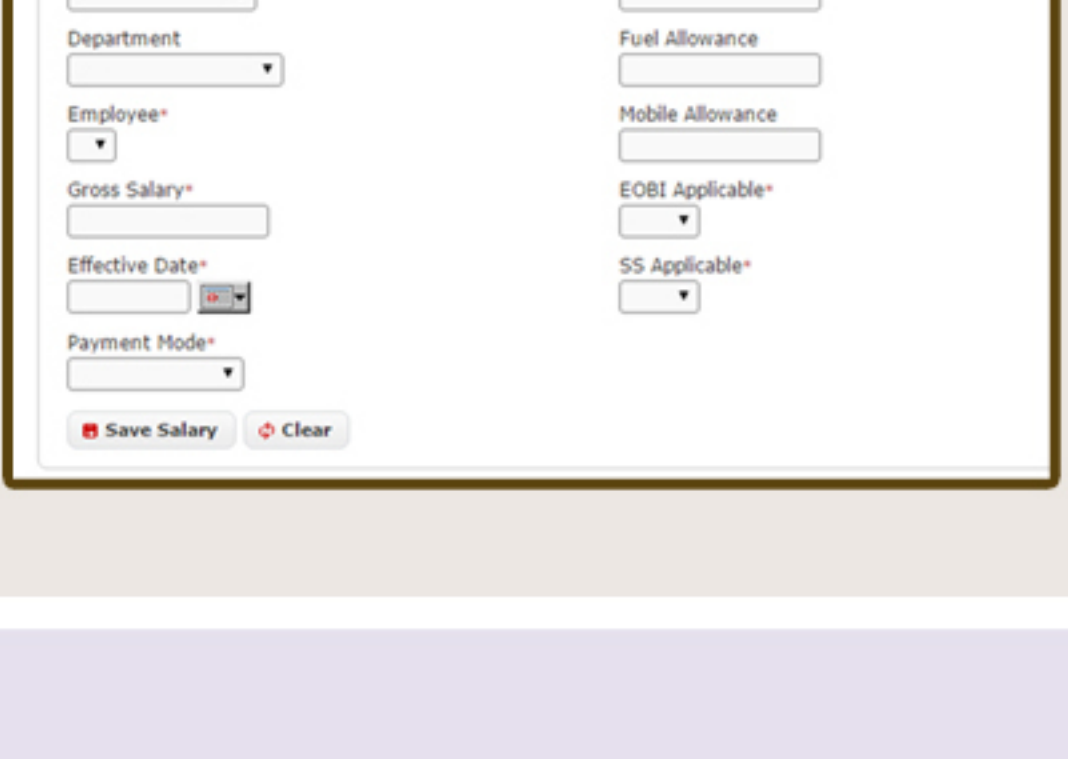 Department
Employee*
Gross Salary*
Effective Date*
Payment Mode*
Save Salary Clear
Fuel Allowance
Mobile Allowance
EOBI Applicable*
SS Applicable*